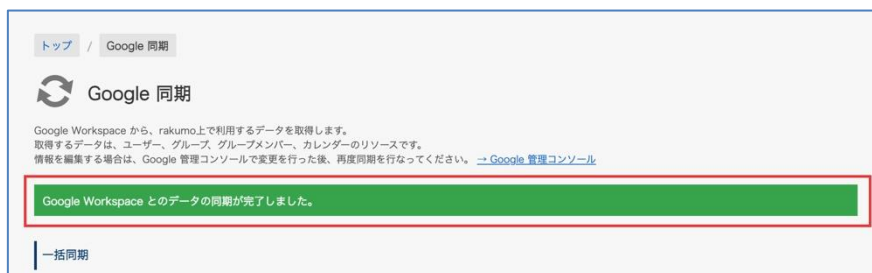 トップ / Google 同期
Google 同期
Google Workspace から、rakumo上で利用するデータを取得します。
取得するデータは、ユーザー、グループ、グループメンバー、カレンダーのリソースです。
情報を編集する場合は、Google 管理コンソールで変更を行った後、再度同期を行なってください。 → Google 管理コンソール
Google Workspace とのデータの同期が完了しました。
一括同期